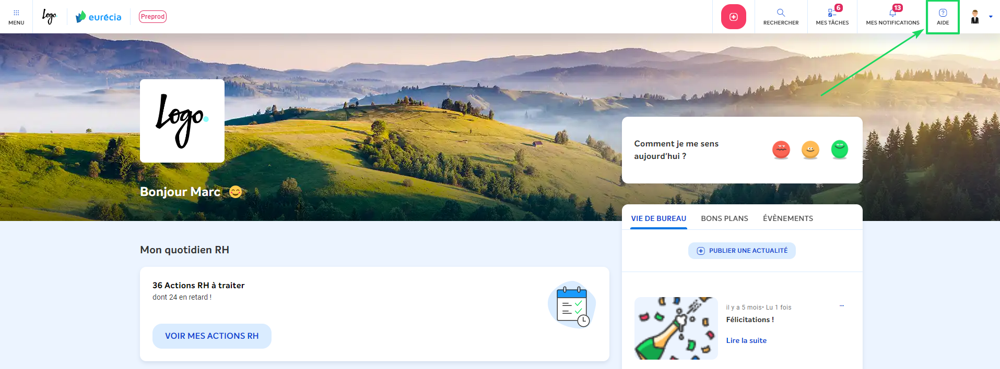 MENU
Logo
eurécia
Preprod
RECHERCHER
6
MES TÂCHES
13
MES NOTIFICATIONS
AIDE
Logo.
Comment je me sens
aujourd'hui ?
Bonjour Marc
VIE DE BUREAU
BONS PLANS
ÉVÈNEMENTS
PUBLIER UNE ACTUALITÉ
Mon quotidien RH
36 Actions RH à traiter
dont 24 en retard !
VOIR MES ACTIONS RH
il y a 5 mois• Lu 1 fois
Félicitations !
Lire la suite